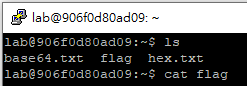 lab@906f0d80ad09: ~
lab@906f0d80ad09:~$ ls
base64.txt  flag  hex.txt
lab@906f0d80ad09:~$ cat flag